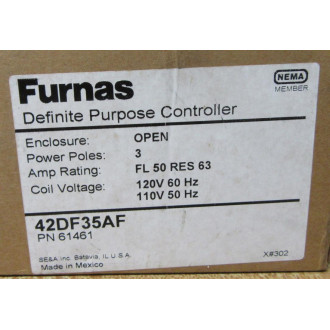 Furnas
NEMA
MEMBER
Definite Purpose Controller
Enclosure: OPEN
Power Poles: 3
Amp Rating: FL 50 RES 63
Coil Voltage: 120V 60 Hz
110V 50 Hz
42DF35AF
PN 61461
SE&A Inc. Batavia, IL U.S.A.
Made in Mexico
X#302